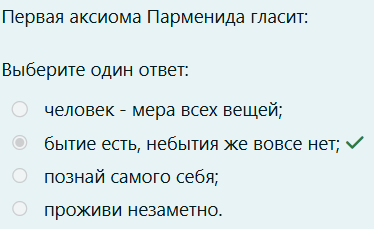 Первая аксиома Парменида гласит:
Выберите один ответ:
человек - мера всех вещей;
бытие есть, небытия же вовсе нет;
познай самого себя;
проживи незаметно.